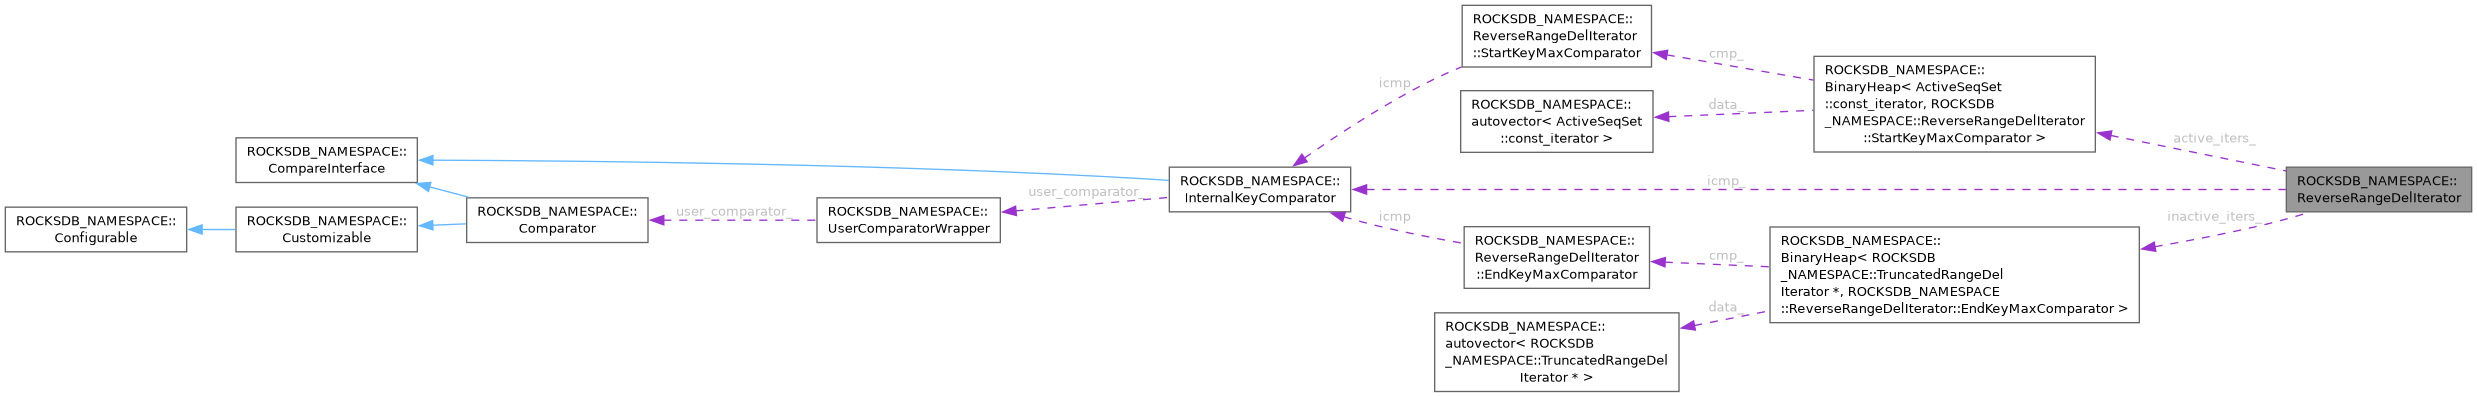 ROCKSDB_NAMESPACE::
Configurable
ROCKSDB_NAMESPACE::
CompareInterface
ROCKSDB_NAMESPACE::
Customizable
ROCKSDB_NAMESPACE::
Comparator
user_comparator_
ROCKSDB_NAMESPACE::
UserComparatorWrapper
user_comparator_
ROCKSDB_NAMESPACE::
InternalKeyComparator
icmp
icmp_
icmp
ROCKSDB_NAMESPACE::
ReverseRangeDelIterator
::StartKeyMaxComparator
ROCKSDB_NAMESPACE::
autovector< ActiveSeqSet
::const_iterator >
ROCKSDB_NAMESPACE::
ReverseRangeDelIterator
::EndKeyMaxComparator
ROCKSDB_NAMESPACE::
autovector< ROCKSDB
_NAMESPACE::TruncatedRangeDel
Iterator * >
cmp_
data_
cmp_
data_
ROCKSDB_NAMESPACE::
BinaryHeap< ActiveSeqSet
::const_iterator, ROCKSDB
_NAMESPACE::ReverseRangeDelIterator
::StartKeyMaxComparator >
ROCKSDB_NAMESPACE::
BinaryHeap< ROCKSDB
_NAMESPACE::TruncatedRangeDel
Iterator *, ROCKSDB_NAMESPACE
::ReverseRangeDelIterator::EndKeyMaxComparator >
active_iters_
inactive_iters_
ROCKSDB_NAMESPACE::
ReverseRangeDelIterator